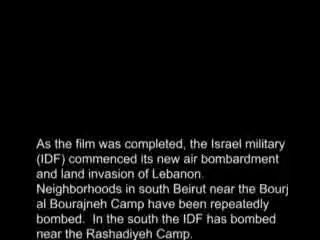 As the film was completed, the Israel military
(IDF) commenced its new air bombardment
and land invasion of Lebanon.
Neighborhoods in south Beirut near the Bourj
al Bourajneh Camp have been repeatedly
bombed.  In the south the IDF has bombed
near the Rashadiyeh Camp.